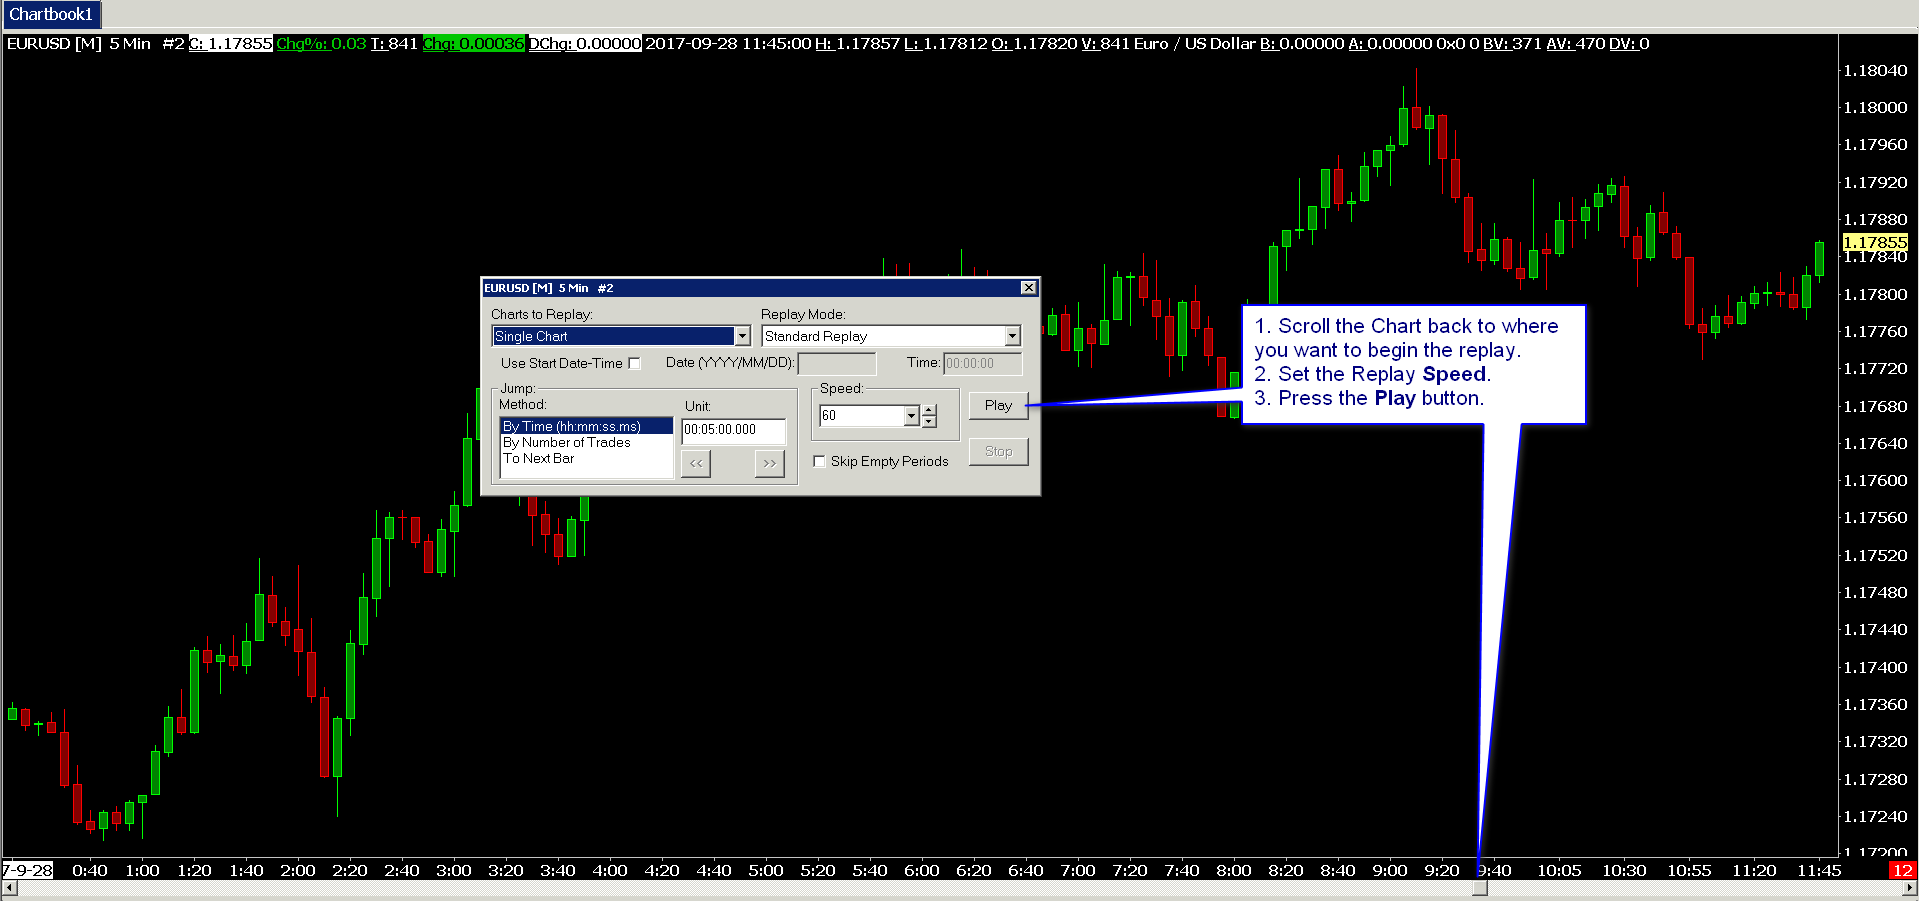 Chartbook1
EURUSD [M] 5 Min #2 C: 1.17855 Chg%: 0.03 T: 841 Chg: 0.00036 DChg: 0.00000 2017-09-28 11:45:00 H: 1.17857 L: 1.17812 O: 1.17820 V: 841 Euro / US Dollar B: 0.00000 A: 0.00000 0x0 0 BV: 371 AV: 470 DV: 0
1.18040
1.18000
1.17960
1.17920
1.17880
1.17855
1.17840
1.17800
1.17760
1.17720
1.17680
1.17640
1.17600
1.17560
1.17520
1.17480
1.17440
1.17400
1.17360
1.17320
1.17280
1.17240
1.17200
EURUSD [M] 5 Min #2
Charts to Replay: Replay Mode:
Single Chart Standard Replay
Use Start Date-Time Date (YYYY/MM/DD): Time: 00:00:00
Jump: Speed:
Method: Unit:
By Time (hh:mm:ss.ms) 00:05:00.000 60 Play
By Number of Trades
To Next Bar << >> Skip Empty Periods Stop
1. Scroll the Chart back to where
you want to begin the replay.
2. Set the Replay Speed.
3. Press the Play button.
7-9-28 0:40 1:00 1:20 1:40 2:00 2:20 2:40 3:00 3:20 3:40 4:00 4:20 4:40 5:00 5:20 5:40 6:00 6:20 6:40 7:00 7:20 7:40 8:00 8:20 8:40 9:00 9:20 9:40 10:05 10:30 10:55 11:20 11:45 12